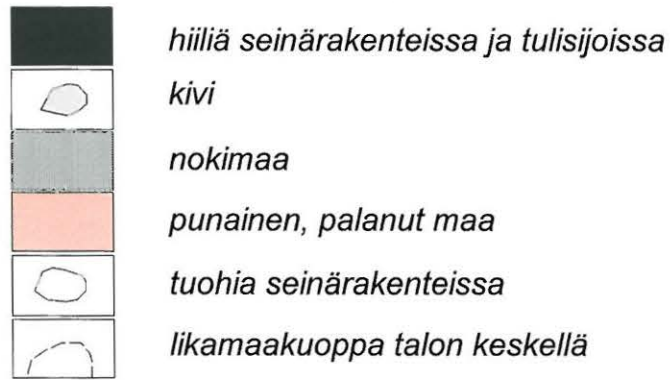 hiiliä seinärakenteissa ja tulisijoissa
kivi
nokimaa
punainen, palanut maa
tuohia seinärakenteissa
likamaakuoppa talon keskellä